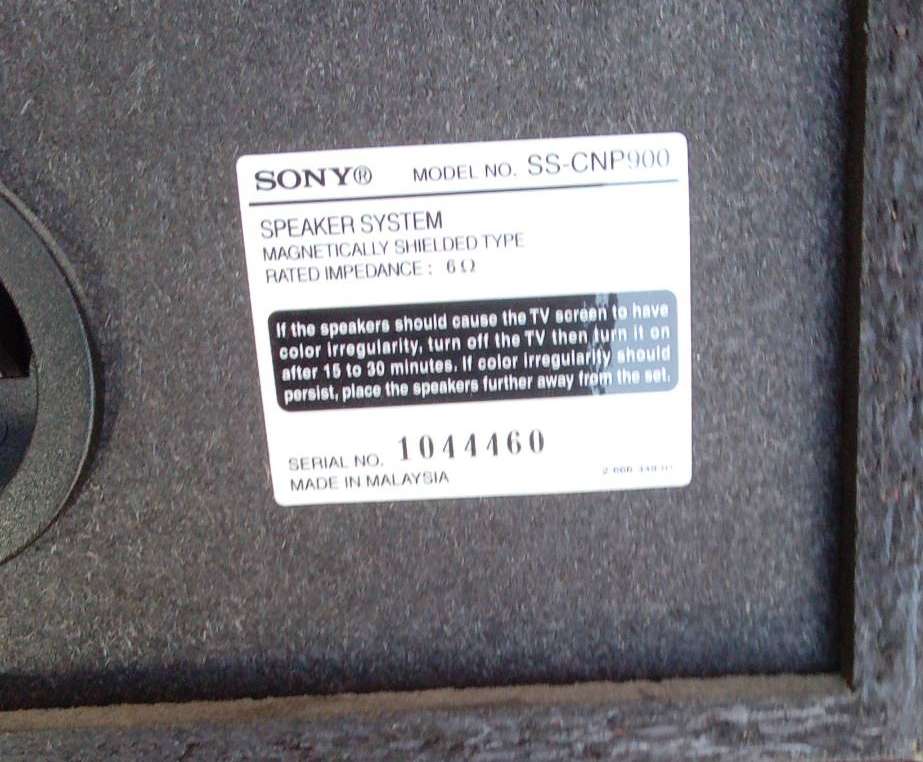 SONY® MODEL NO. SS-CNP900
SPEAKER SYSTEM
MAGNETICALLY SHIELDED TYPE
RATED IMPEDANCE : 6Ω
If the speakers should cause the TV screen to have
color irregularity, turn off the TV then turn it on
after 15 to 30 minutes. If color irregularity should
persist, place the speakers further away from the set.
SERIAL NO. 1044460
MADE IN MALAYSIA